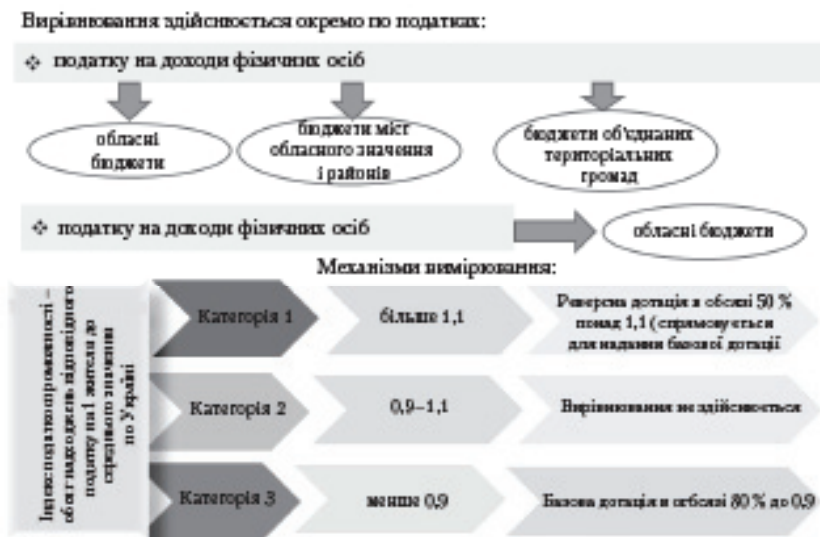 Вирівнювання здійснюється окремо по податках:
❖ податку на доходи фізичних осіб
обласні
бюджети
бюджети міст
обласного значення
і районів
бюджети об'єднаних
територіальних
громад
❖ податку на доходи фізичних осіб
обласні бюджети
Механізми вимірювання:
Індекс податкоспроможності –
обсяг надходжень відповідного
податку на 1 жителя до
середнього значення
по Україні
Категорія 1
більше 1,1
Реверсна дотація в обсязі 50 %
понад 1,1 (спрямовується
для надання базової дотації
Категорія 2
0,9–1,1
Вирівнювання не здійснюється
Категорія 3
менше 0,9
Базова дотація в обсязі 80 % до 0,9